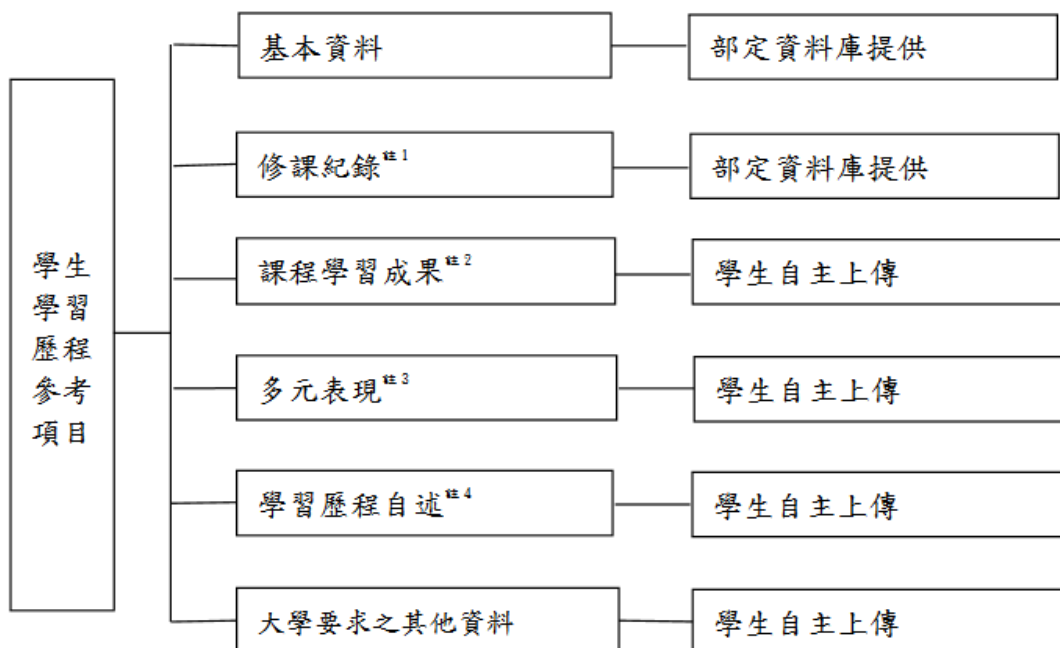 學生
學習
歷程
參考
項目
基本資料
部定資料庫提供
修課紀錄註1
部定資料庫提供
課程學習成果註2
學生自主上傳
多元表現註3
學生自主上傳
學習歷程自述註4
學生自主上傳
大學要求之其他資料
學生自主上傳